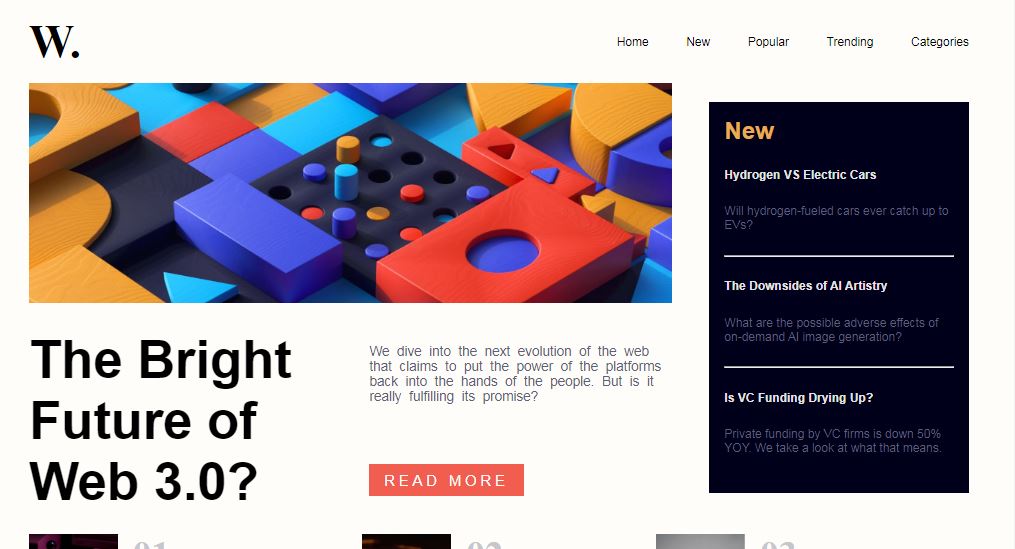 W.
Home New Popular Trending Categories
New
Hydrogen VS Electric Cars
Will hydrogen-fueled cars ever catch up to
EVs?
The Downsides of AI Artistry
What are the possible adverse effects of
on-demand AI image generation?
Is VC Funding Drying Up?
Private funding by VC firms is down 50%
YOY. We take a look at what that means.
The Bright
Future of
Web 3.0?
We dive into the next evolution of the web
that claims to put the power of the platforms
back into the hands of the people. But is it
really fulfilling its promise?
READ MORE
01 02 03